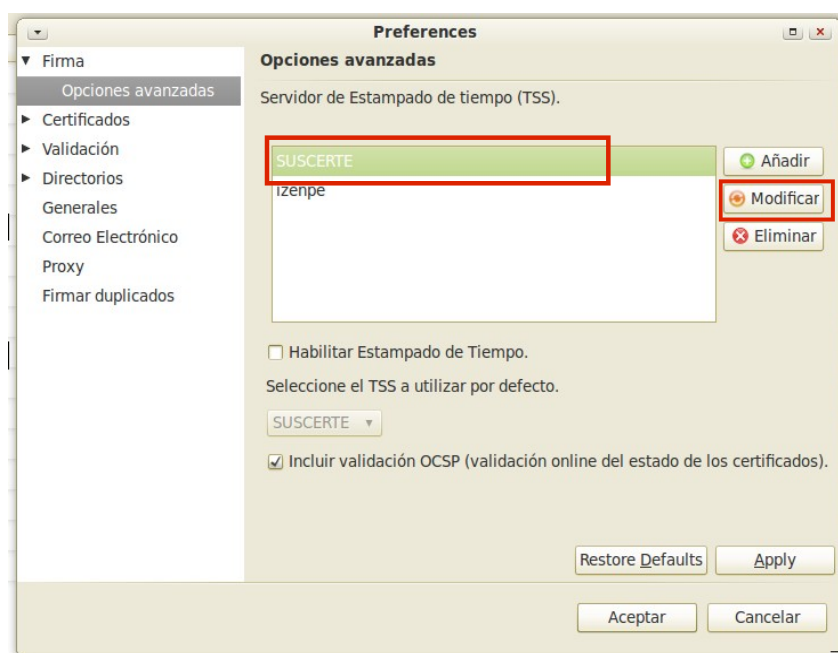 Preferences
Firma
Opciones avanzadas
Certificados
Validación
Directorios
Generales
Correo Electrónico
Proxy
Firmar duplicados
Opciones avanzadas
Servidor de Estampado de tiempo (TSS).
SUSCERTE
Izenpe
Añadir
Modificar
Eliminar
Habilitar Estampado de Tiempo.
Seleccione el TSS a utilizar por defecto.
SUSCERTE
Incluir validación OCSP (validación online del estado de los certificados).
Restore Defaults
Apply
Aceptar
Cancelar